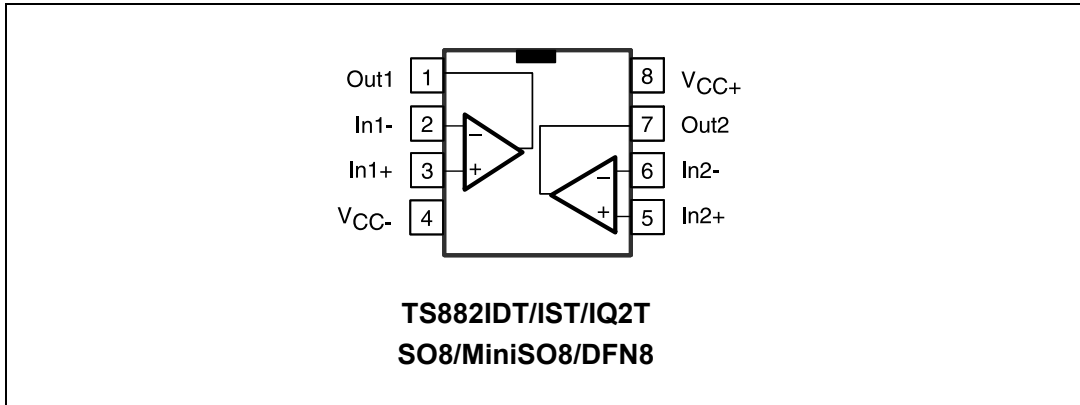 Out1 1
In1- 2
In1+ 3
VCC- 4
−
+
8 VCC+
7 Out2
6 In2-
5 In2+
−
+
TS882IDT/IST/IQ2T
SO8/MiniSO8/DFN8